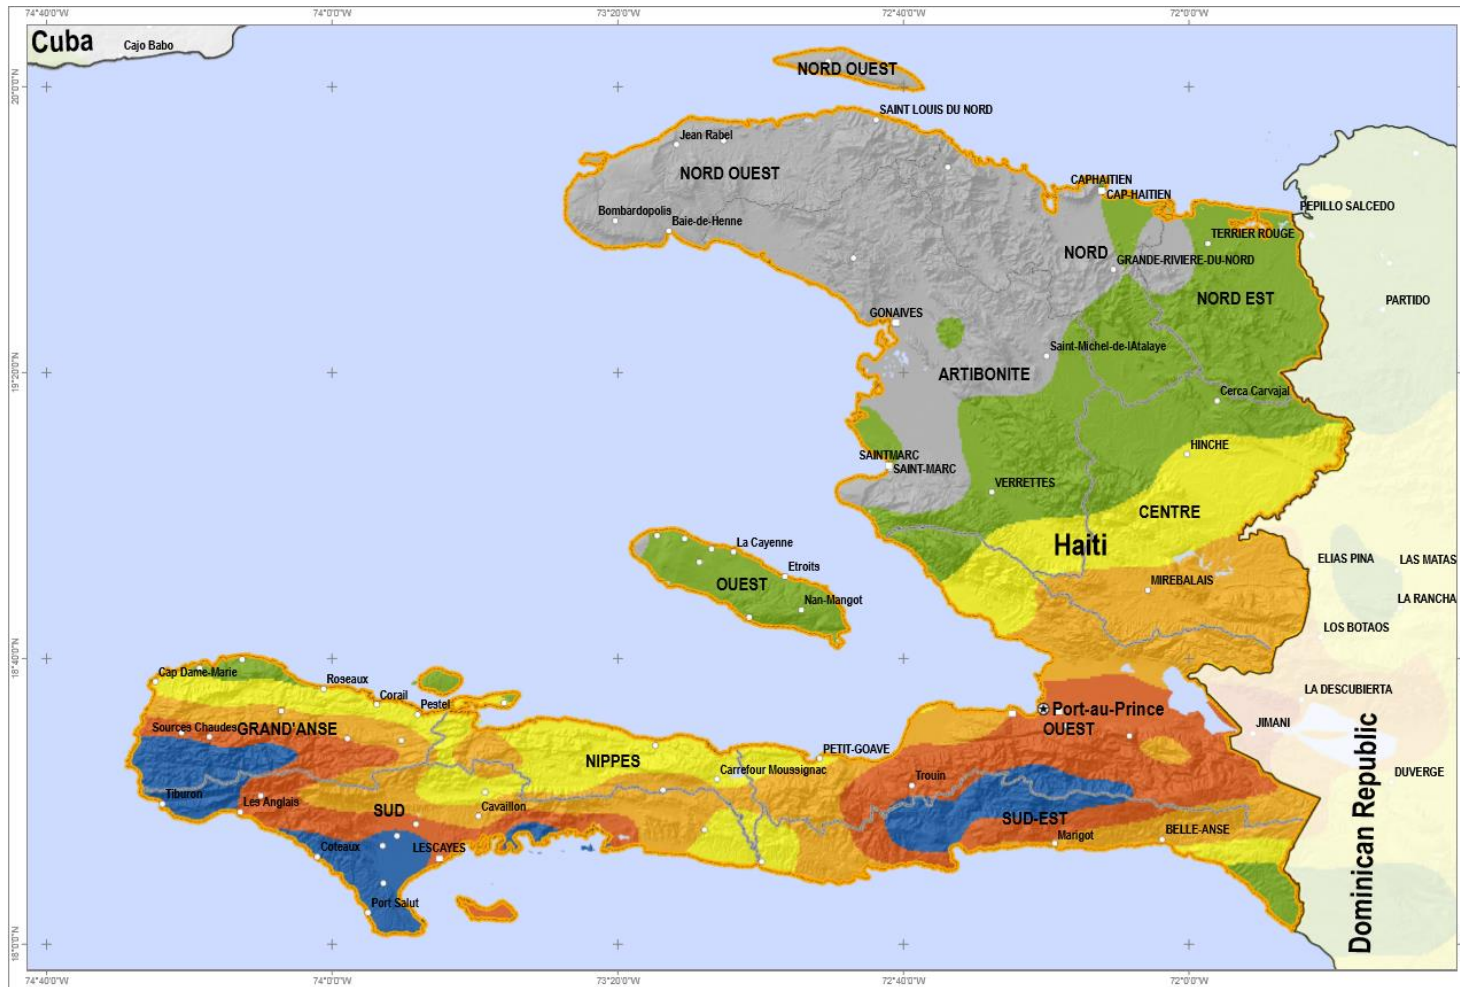 74°40'0"W 74°0'0"W 73°20'0"W 72°40'0"W 72°0'0"W
Cuba
Cajo Babo
NORD OUEST
20°0'0"N
SAINT LOUIS DU NORD
Jean Rabel
NORD OUEST
CAPHAITIEN
CAP-HAITIEN
PEPILLO SALCEDO
Bombardopolis
Baie-de-Henne
TERRIER ROUGE
NORD
GRANDE-RIVIERE-DU-NORD
NORD EST
PARTIDO
GONAIVES
Saint-Michel-de-lAtalaye
19°20'0"N
ARTIBONITE
Cerca Carvajal
HINCHE
SAINTMARC
SAINT-MARC
VERRETTES
CENTRE
Haiti
La Cayenne
Etroits
OUEST
Nan-Mangot
MIREBALAIS
ELIAS PINA
LAS MATAS
LA RANCHA
LOS BOTAOS
18°40'0"N
Cap Dame-Marie
Roseaux
Corail
Pestel
LA DESCUBIERTA
Port-au-Prince
OUEST
JIMANI
Sources Chaudes
GRAND'ANSE
PETIT-GOAVE
NIPPES
Carrefour Moussignac
Trouin
DUVERGE
Tiburon
Les Anglais
SUD
Cavaillon
SUD-EST
Marigot
BELLE-ANSE
Coteaux
LESCAYES
Port Salut
Dominican Republic
18°0'0"N
74°40'0"W 74°0'0"W 73°20'0"W 72°40'0"W 72°0'0"W